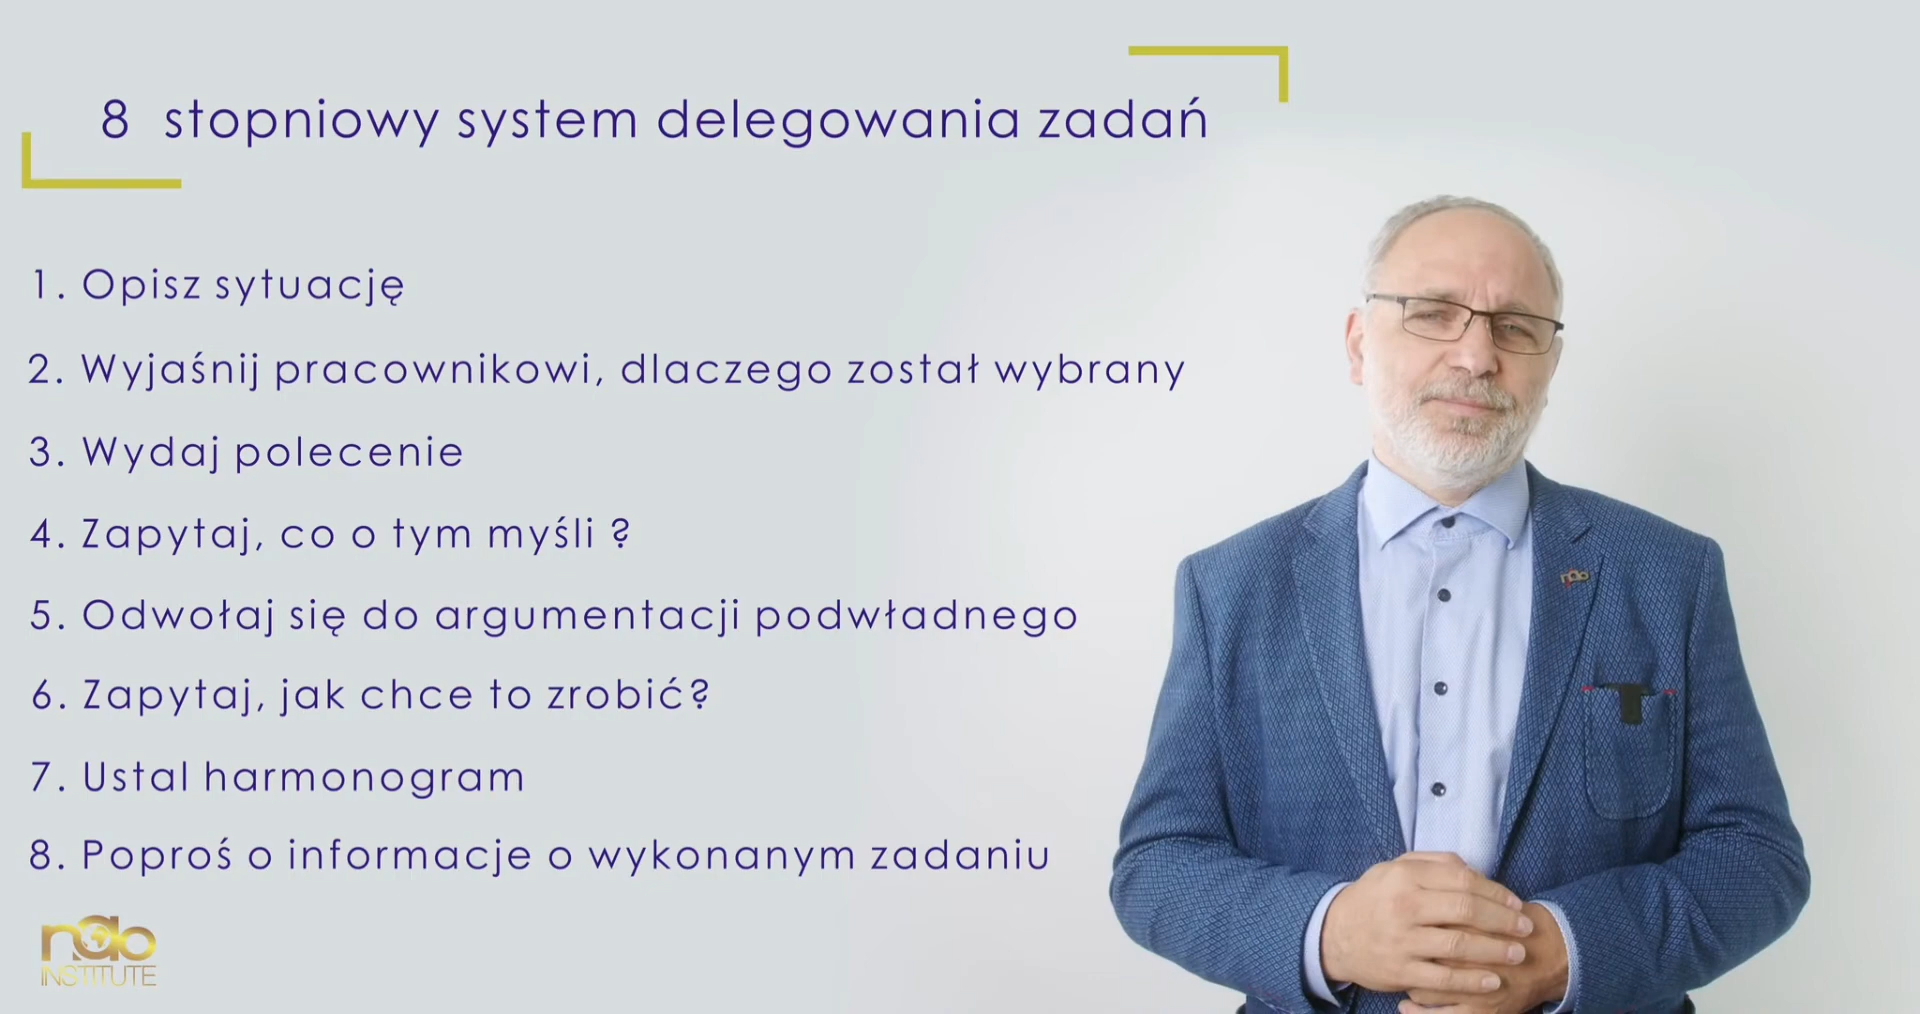 8 stopniowy system delegowania zadań
1. Opisz sytuację
2. Wyjaśnij pracownikowi, dlaczego został wybrany
3. Wydaj polecenie
4. Zapytaj, co o tym myśli ?
5. Odwołaj się do argumentacji podwładnego
6. Zapytaj, jak chce to zrobić?
7. Ustal harmonogram
8. Poproś o informacje o wykonanym zadaniu
nao
INSTITUTE
nao